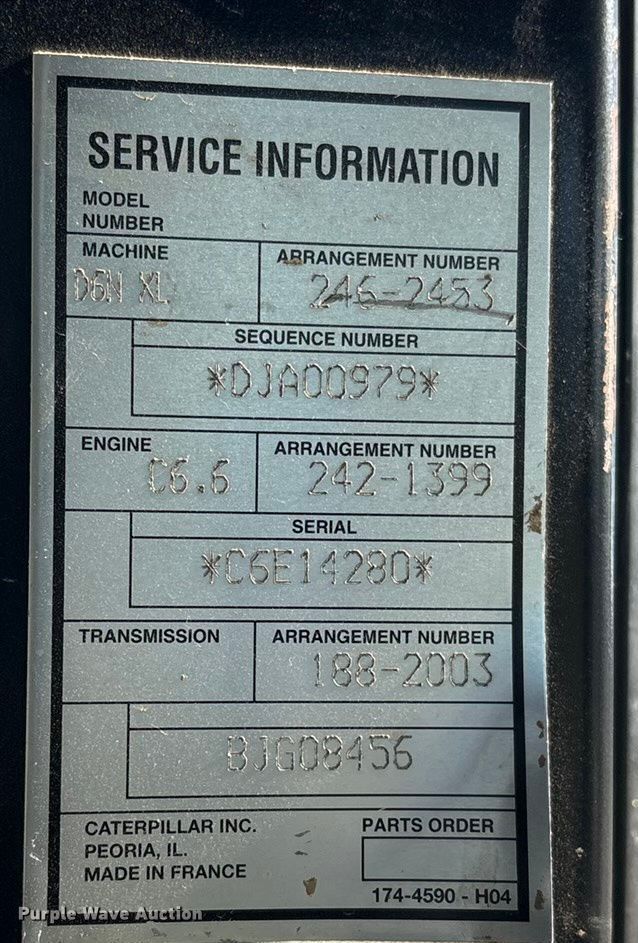 SERVICE INFORMATION
MODEL
NUMBER
MACHINE
D6N XL
ARRANGEMENT NUMBER
246-2453
SEQUENCE NUMBER
*DJA00979*
ENGINE
C6.6
ARRANGEMENT NUMBER
242-1399
SERIAL
*C6E14280*
TRANSMISSION
ARRANGEMENT NUMBER
188-2003
BJG08456
CATERPILLAR INC.
PEORIA, IL.
MADE IN FRANCE
PARTS ORDER
174-4590 - H04
Purple Wave Auction